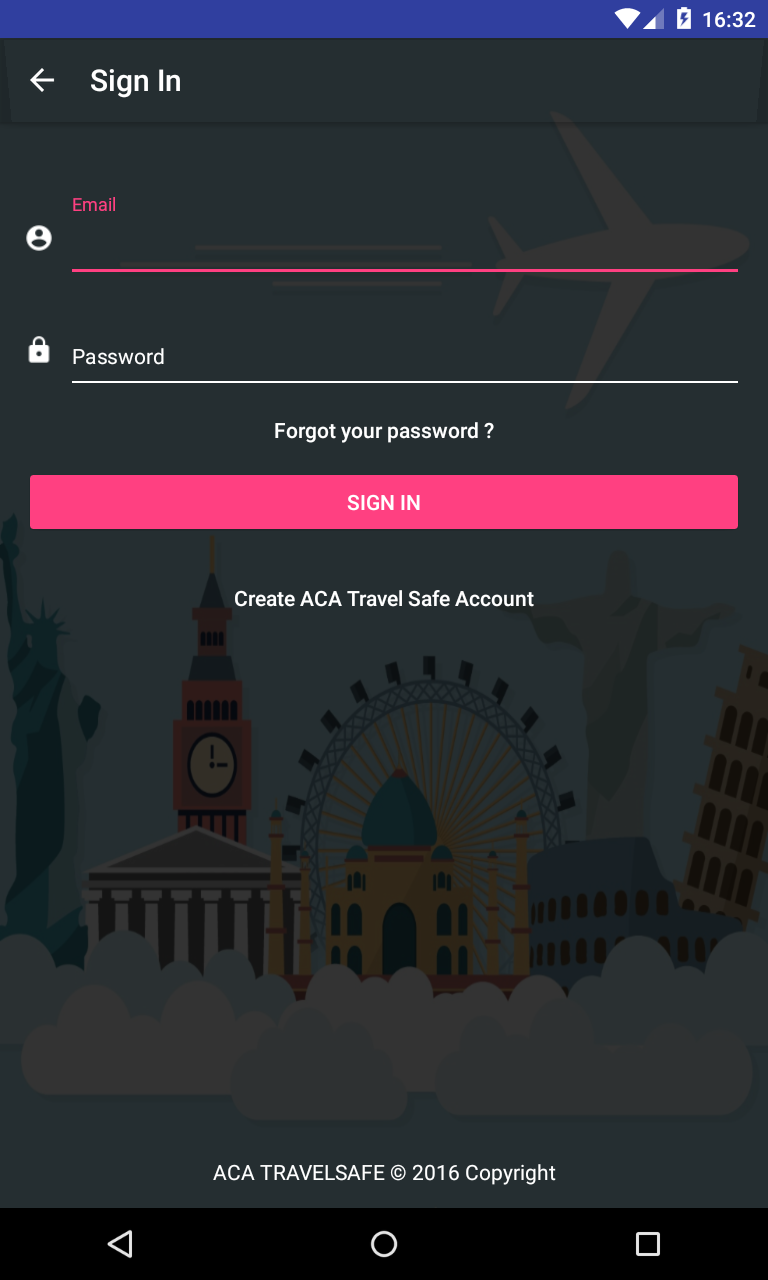 16:32
Sign In
Email
Password
Forgot your password ?
SIGN IN
Create ACA Travel Safe Account
ACA TRAVELSAFE © 2016 Copyright